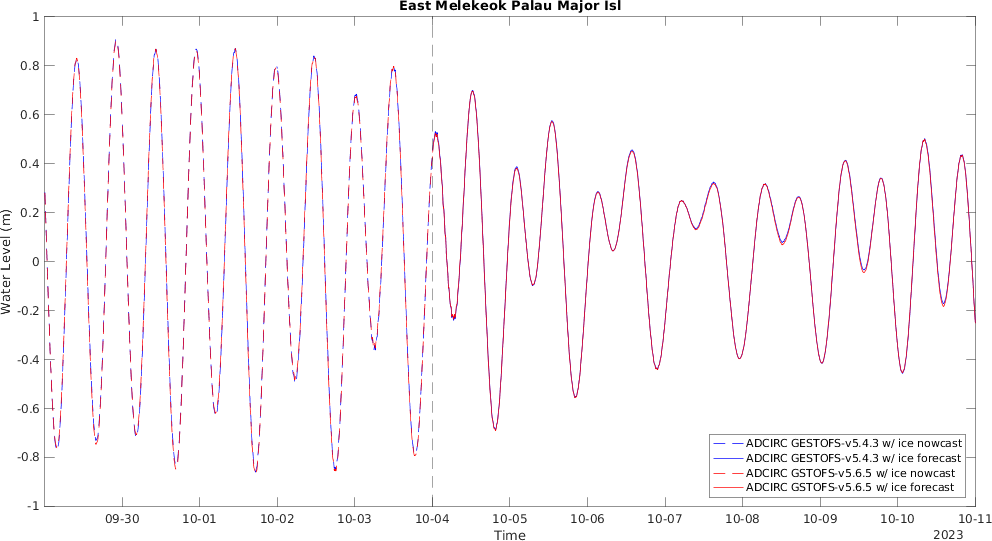 East Melekeok Palau Major Isl
1
0.8
0.6
0.4
0.2
0
-0.2
-0.4
-0.6
-0.8
-1
Water Level (m)
ADCIRC GESTOFS-v5.4.3 w/ ice nowcast
ADCIRC GESTOFS-v5.4.3 w/ ice forecast
ADCIRC GSTOFS-v5.6.5 w/ ice nowcast
ADCIRC GSTOFS-v5.6.5 w/ ice forecast
09-30 10-01 10-02 10-03 10-04 10-05 10-06 10-07 10-08 10-09 10-10 10-11
Time
2023